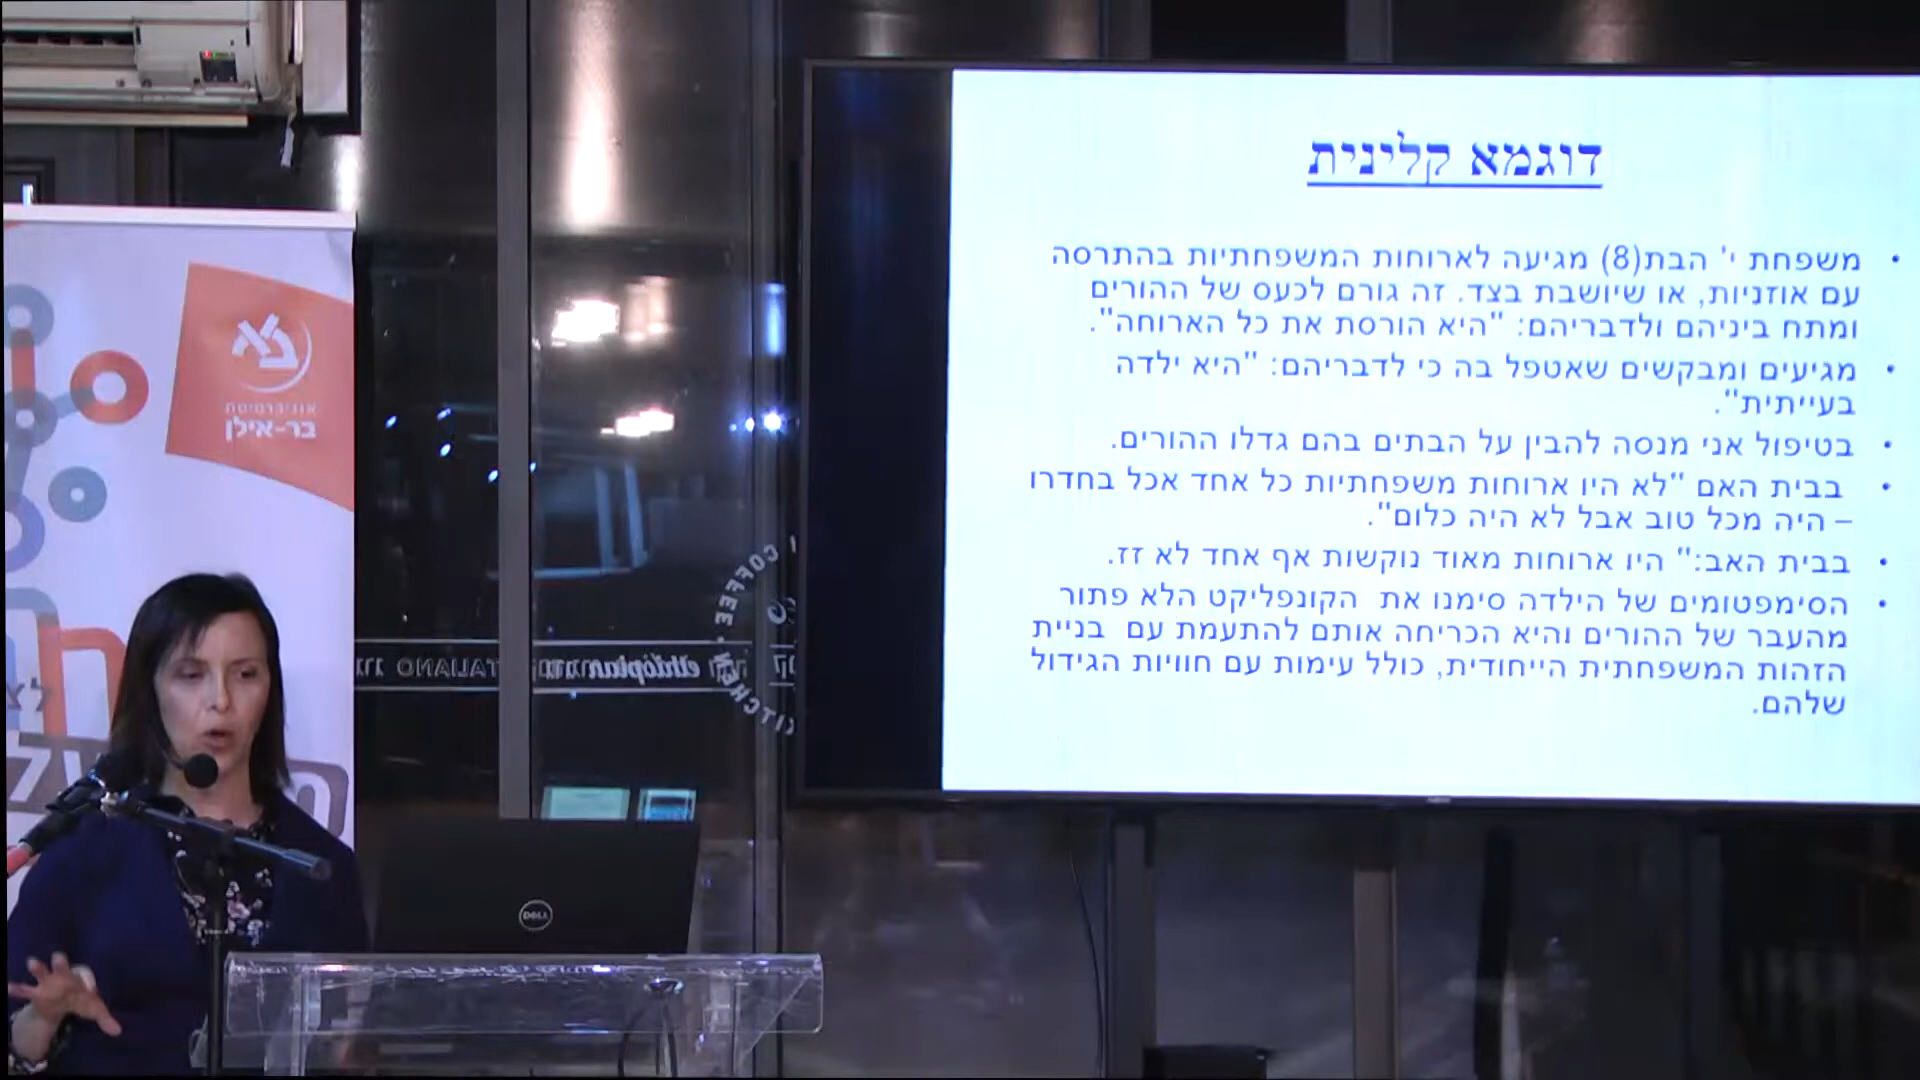 דוגמא קלינית
• משפחת י' הבת(8) מגיעה לארוחות המשפחתיות בהתרסה
עם אוזניות, או שיושבת בצד. זה גורם לכעס של ההורים
ומתח ביניהם ולדבריהם: "היא הורסת את כל הארוחה".
• מגיעים ומבקשים שאטפל בה כי לדבריהם: "היא ילדה
בעייתית".
• בטיפול אני מנסה להבין על הבתים בהם גדלו ההורים.
• בבית האם "לא היו ארוחות משפחתיות כל אחד אכל בחדרו
– היה מכל טוב אבל לא היה כלום".
• בבית האב:" היו ארוחות מאוד נוקשות אף אחד לא זז.
• הסימפטומים של הילדה סימנו את הקונפליקט הלא פתור
מהעבר של ההורים והיא הכריחה אותם להתעמת עם בניית
הזהות המשפחתית הייחודית, כולל עימות עם חוויות הגידול
שלהם.
אוניברסיטת
בר-אילן
COFFEE
ITALIANO
ethiopian
DELL